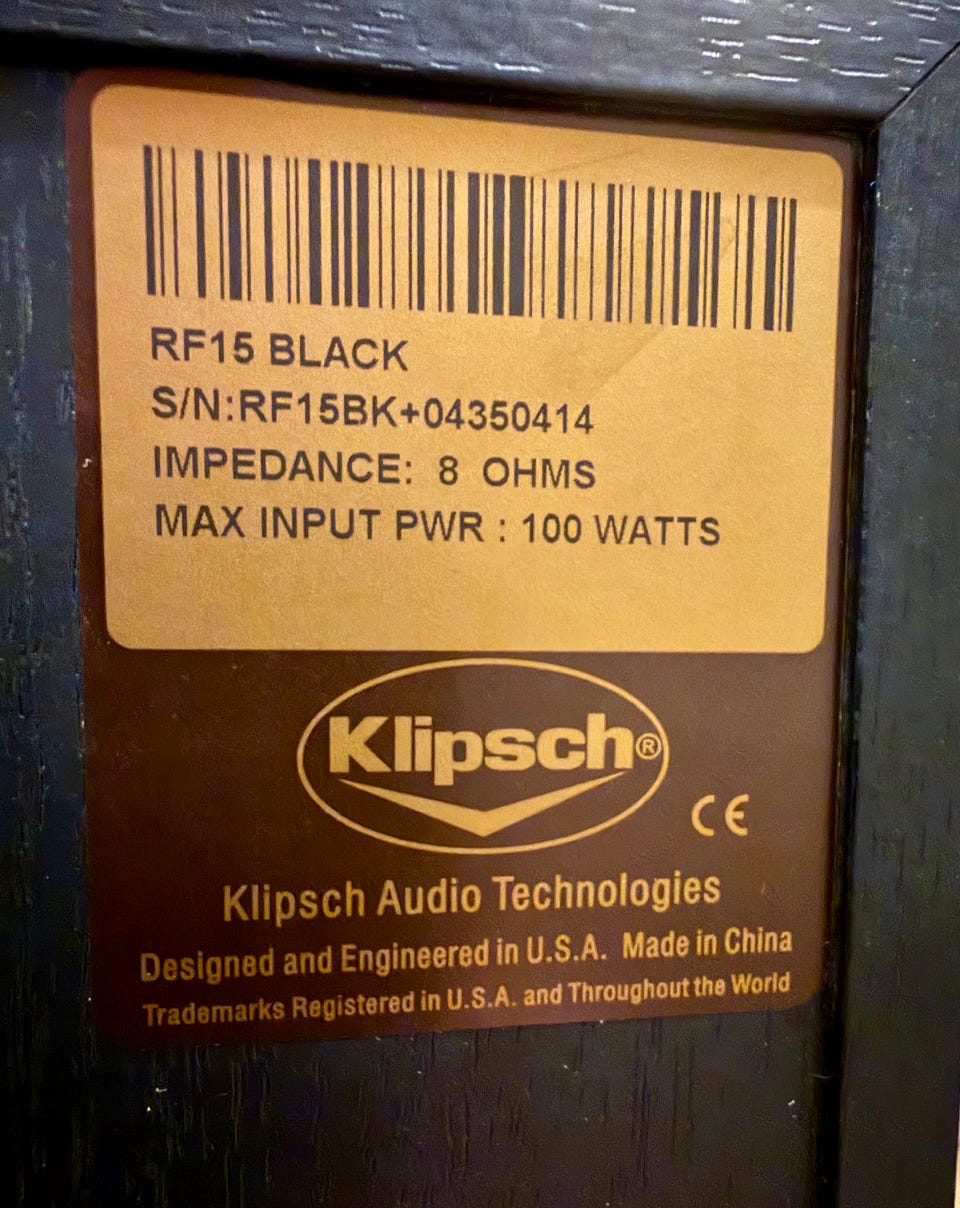 RF15 BLACK
S/N:RF15BK+04350414
IMPEDANCE: 8 OHMS
MAX INPUT PWR : 100 WATTS
Klipsch®
CE
Klipsch Audio Technologies
Designed and Engineered in U.S.A. Made in China
Trademarks Registered in U.S.A. and Throughout the World